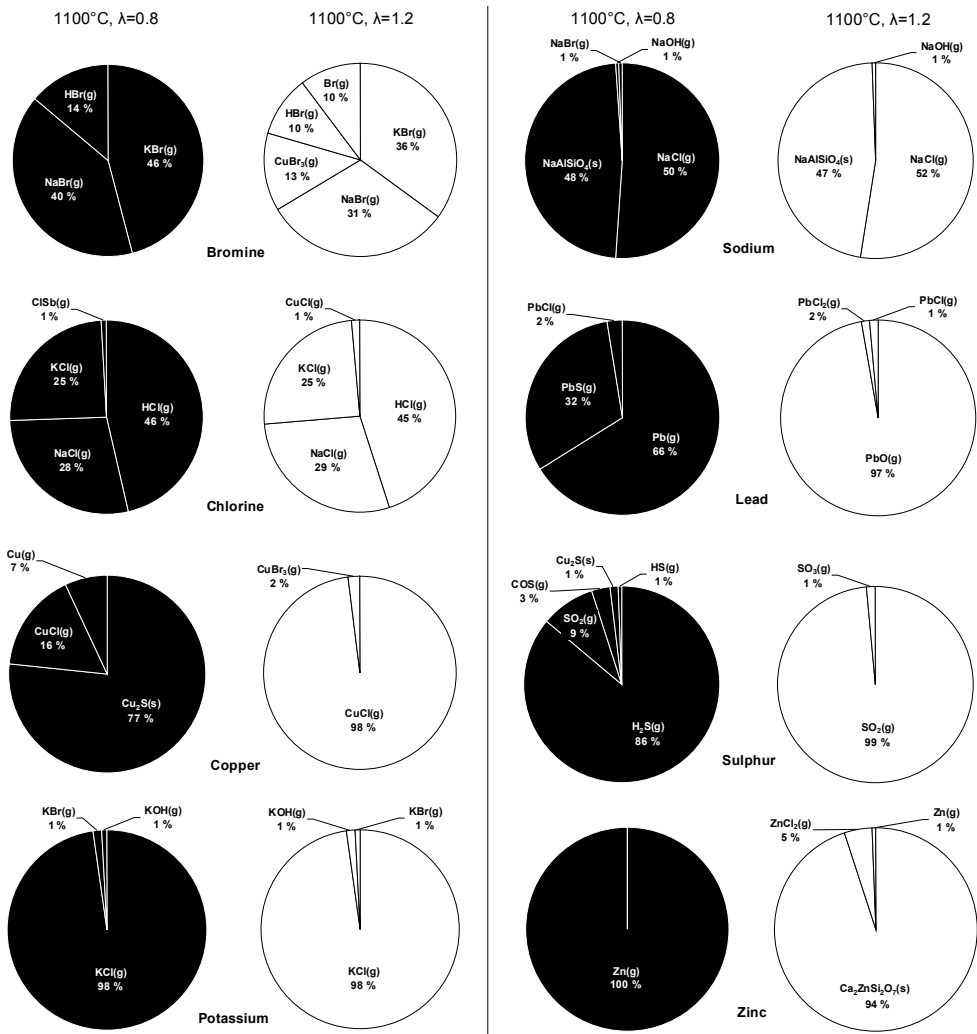 1100°C, λ=0.8
1100°C, λ=1.2
HBr(g)
14 %
KBr(g)
46 %
NaBr(g)
40 %
Br(g)
10 %
HBr(g)
10 %
KBr(g)
36 %
CuBr₃(g)
13 %
NaBr(g)
31 %
Bromine
ClSb(g)
1 %
KCl(g)
25 %
HCl(g)
46 %
NaCl(g)
28 %
CuCl(g)
1 %
KCl(g)
25 %
HCl(g)
45 %
NaCl(g)
29 %
Chlorine
Cu(g)
7 %
CuCl(g)
16 %
Cu₂S(s)
77 %
CuBr₃(g)
2 %
CuCl(g)
98 %
Copper
KBr(g)
1 %
KOH(g)
1 %
KCl(g)
98 %
KOH(g)
1 %
KBr(g)
1 %
KCl(g)
98 %
Potassium
1100°C, λ=0.8
1100°C, λ=1.2
NaBr(g)
1 %
NaOH(g)
1 %
NaAlSiO₄(s)
48 %
NaCl(g)
50 %
NaOH(g)
1 %
NaAlSiO₄(s)
47 %
NaCl(g)
52 %
Sodium
PbCl(g)
2 %
PbS(g)
32 %
Pb(g)
66 %
PbCl₂(g)
2 %
PbCl(g)
1 %
PbO(g)
97 %
Lead
Cu₂S(s)
1 %
HS(g)
1 %
COS(g)
3 %
SO₂(g)
9 %
H₂S(g)
86 %
SO₃(g)
1 %
SO₂(g)
99 %
Sulphur
Zn(g)
100 %
ZnCl₂(g)
5 %
Zn(g)
1 %
Ca₂ZnSi₂O₇(s)
94 %
Zinc